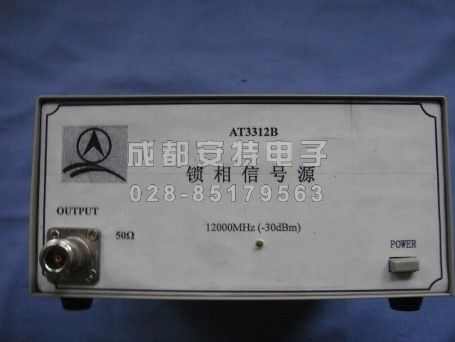 AT3312B
成都安特电子
锁相信号源
028-85179563
OUTPUT
50Ω
12000MHz (-30dBm)
POWER